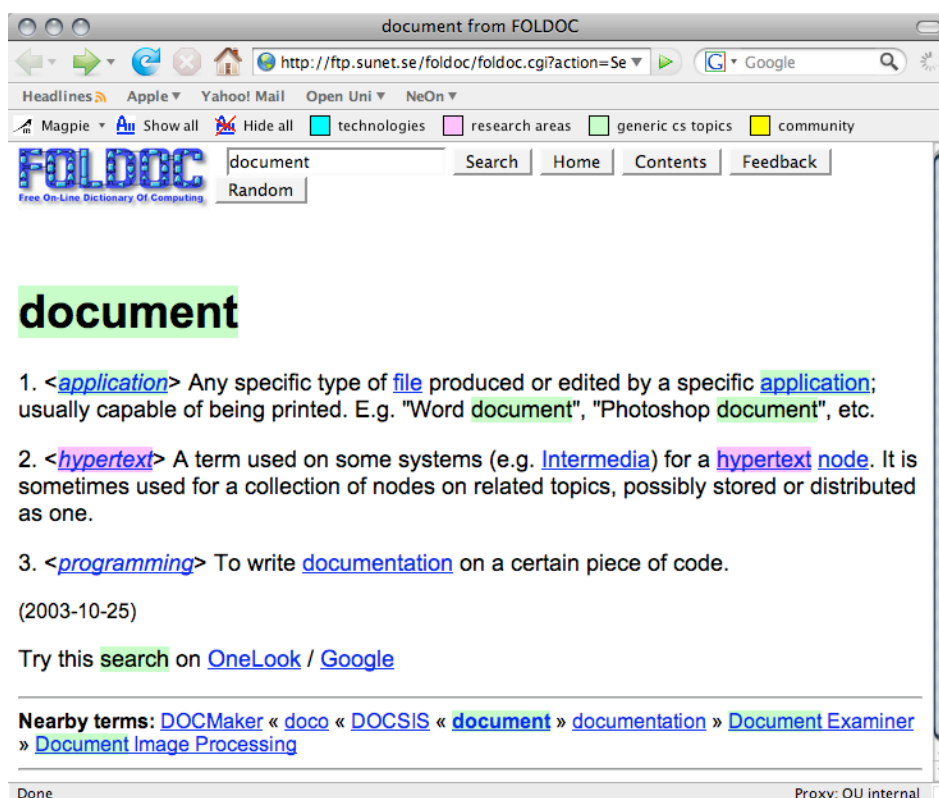 document from FOLDOC
http://ftp.sunet.se/foldoc/foldoc.cgi?action=Se G Google
Headlines Apple Yahoo! Mail Open Uni NeOn
Magpie Show all Hide all technologies research areas generic cs topics community
FOLDOC document Search Home Contents Feedback
Free On-Line Dictionary Of Computing Random
document
1. <application> Any specific type of file produced or edited by a specific application;
usually capable of being printed. E.g. "Word document", "Photoshop document", etc.
2. <hypertext> A term used on some systems (e.g. Intermedia) for a hypertext node. It is
sometimes used for a collection of nodes on related topics, possibly stored or distributed
as one.
3. <programming> To write documentation on a certain piece of code.
(2003-10-25)
Try this search on OneLook / Google
Nearby terms: DOCMaker « doco « DOCSIS « document » documentation » Document Examiner
» Document Image Processing
Done Proxy: OU internal